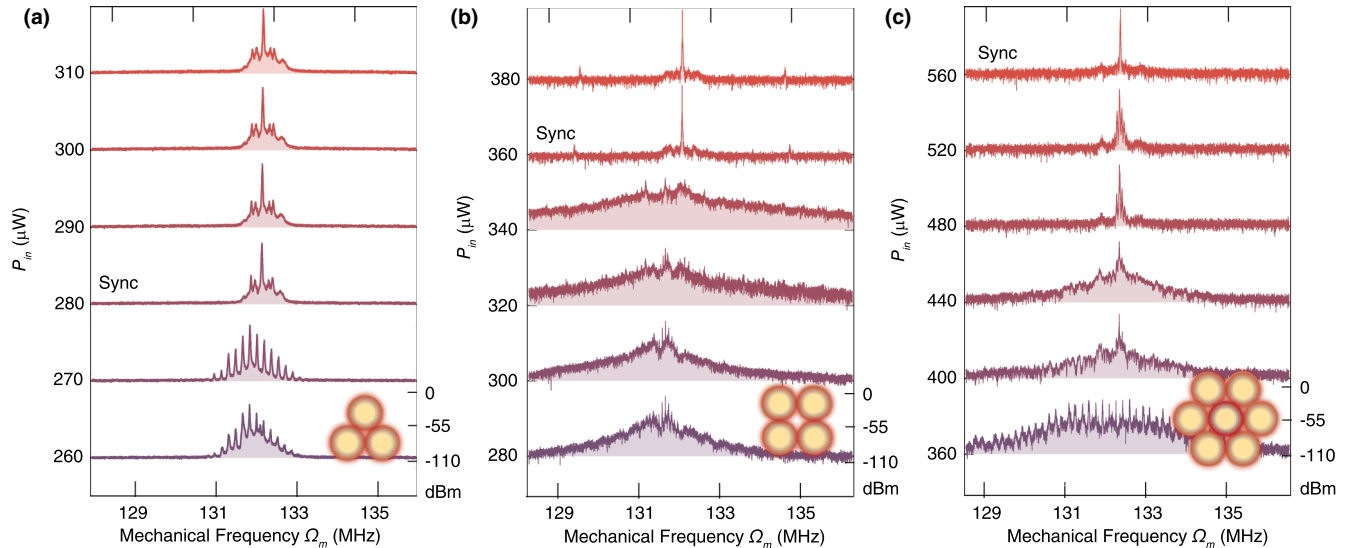 (a)
310
300
290
Sync
280
270
260
P_in (μW)
0
-55
-110
dBm
129
131
133
135
Mechanical Frequency Ω_m (MHz)
(b)
380
Sync
360
340
320
300
280
P_in (μW)
0
-55
-110
dBm
129
131
133
135
Mechanical Frequency Ω_m (MHz)
(c)
Sync
560
520
480
440
400
360
P_in (μW)
0
-55
-110
dBm
129
131
133
135
Mechanical Frequency Ω_m (MHz)